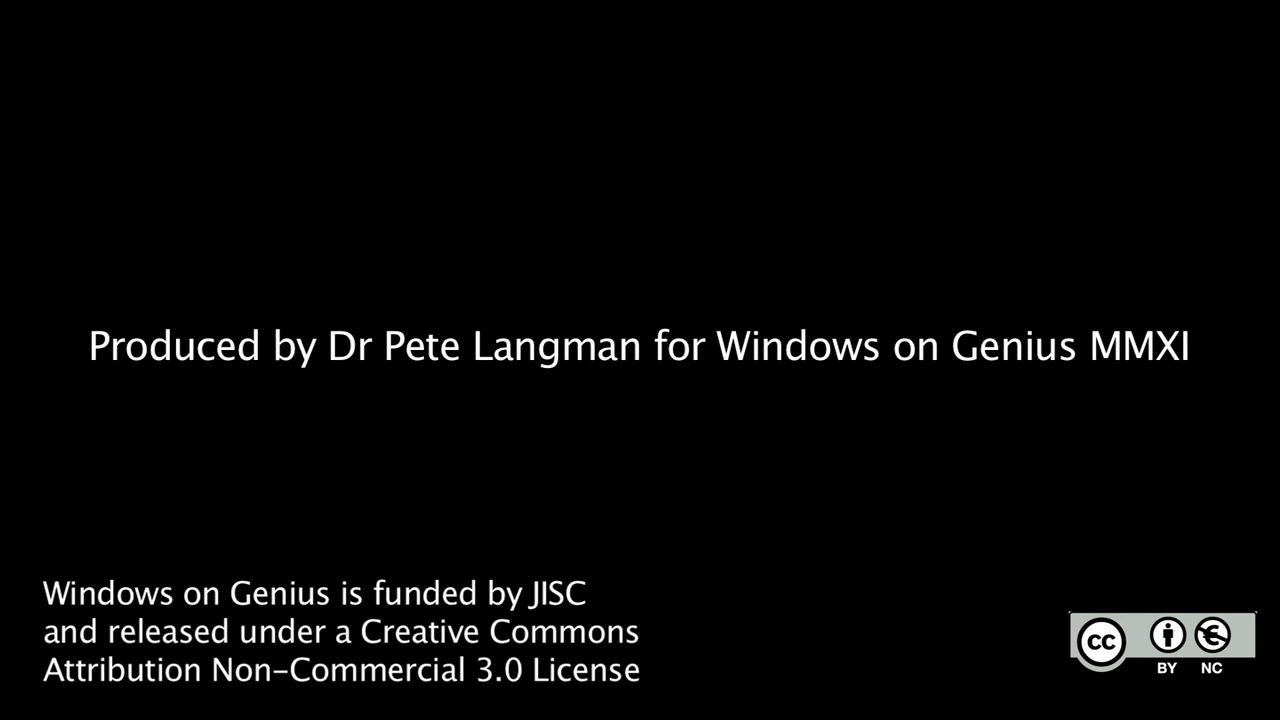 Produced by Dr Pete Langman for Windows on Genius MMXI
Windows on Genius is funded by JISC
and released under a Creative Commons
Attribution Non-Commercial 3.0 License
cc
BY NC